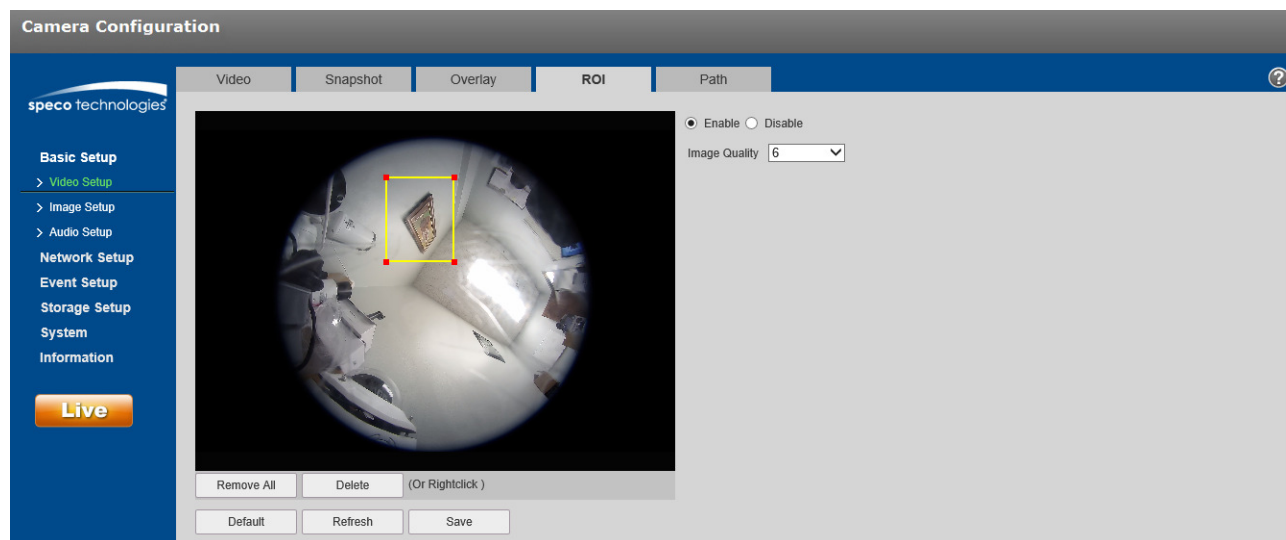 Camera Configuration
Video Snapshot Overlay ROI Path ?
speco technologies®
Enable Disable
Image Quality 6
Basic Setup
> Video Setup
> Image Setup
> Audio Setup
Network Setup
Event Setup
Storage Setup
System
Information
Live
Remove All Delete (Or Rightclick )
Default Refresh Save